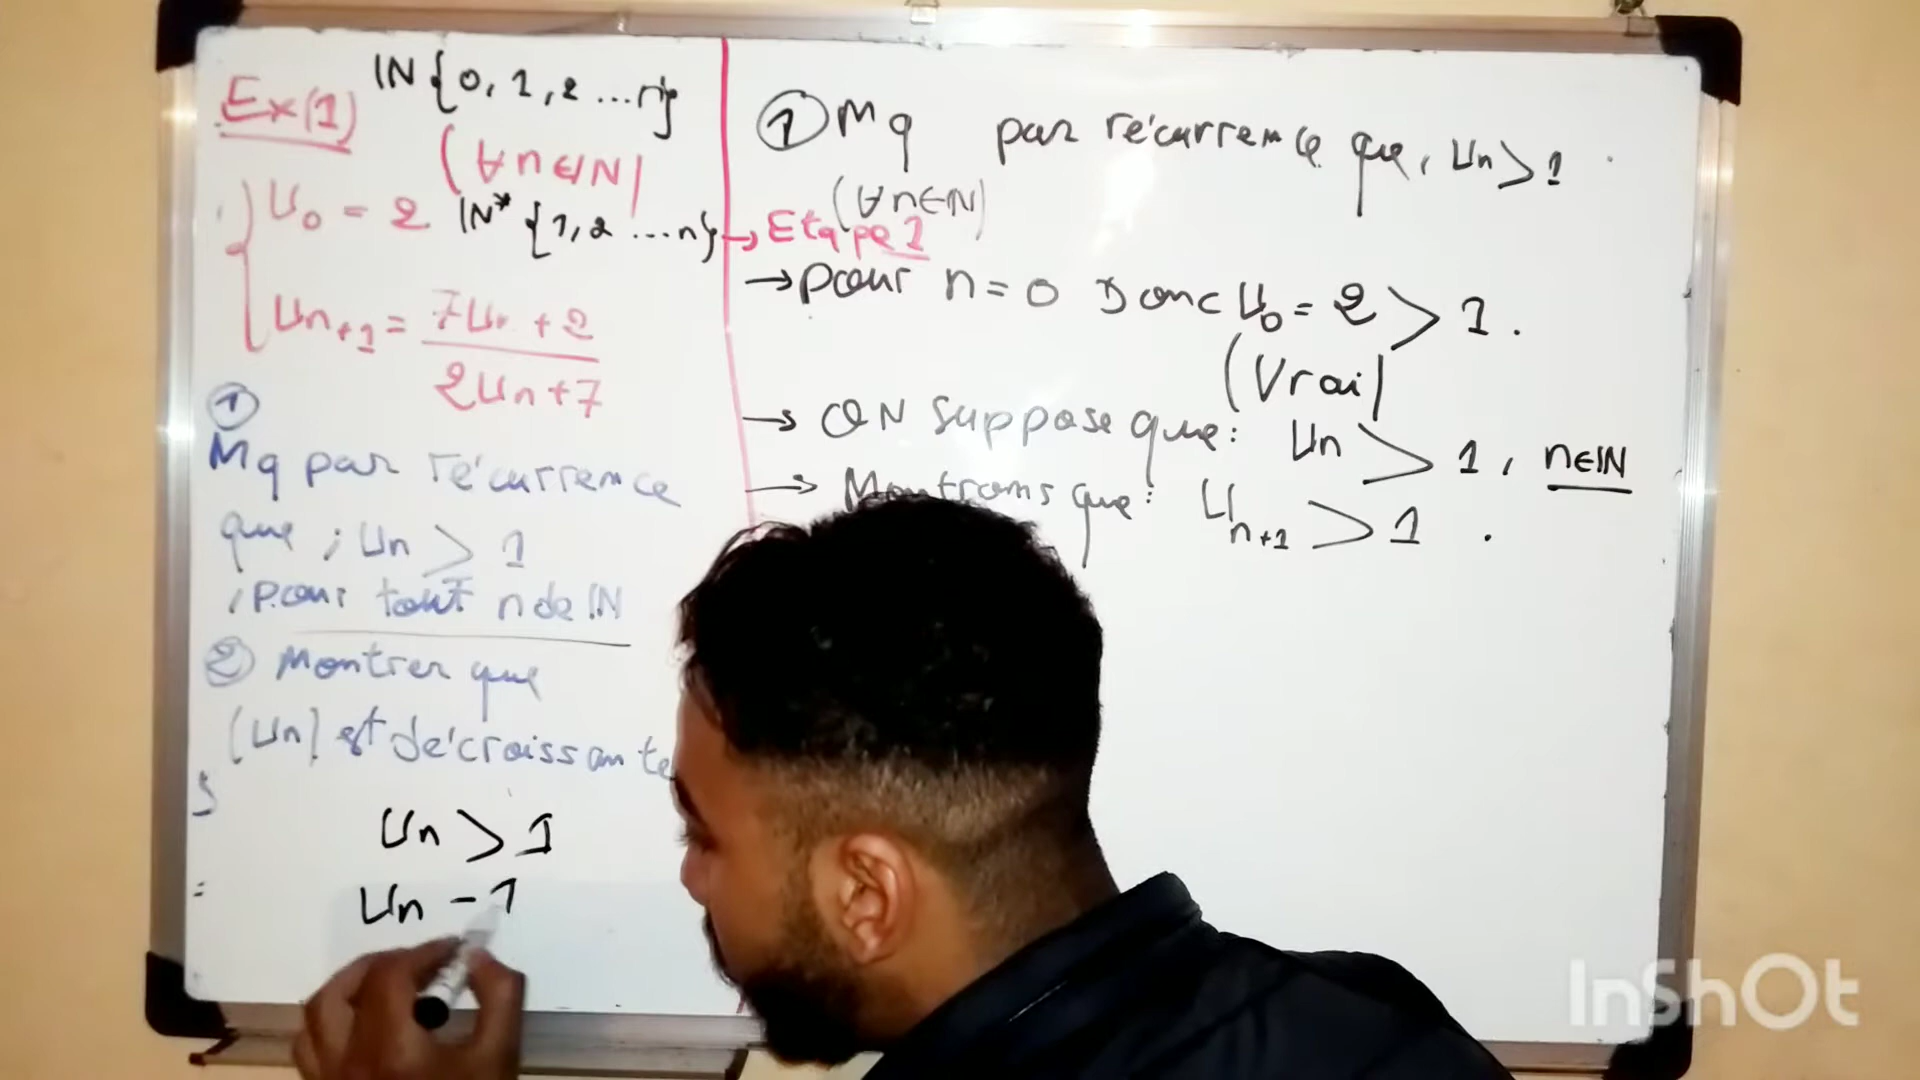 Ex(1) IN{0,1,2...n}
(∀n∈IN)
U0 = 2 IN* {1,2...n}
Un+1 = 7Un + 2 / 2Un + 7
①
Mq par récurrence
que ; Un > 1
, pour tout n de IN
② Montrer que
(Un) est décroissante
Un > 1
Un - 1
① Mq par récurrence que, Un > 1
(∀n∈IN)
→ Etape 1
→ pour n = 0 Donc U0 = 2 > 1.
(Vrai)
→ ON suppose que: Un > 1, n∈IN
→ Montrons que: Un+1 > 1.
InShOt